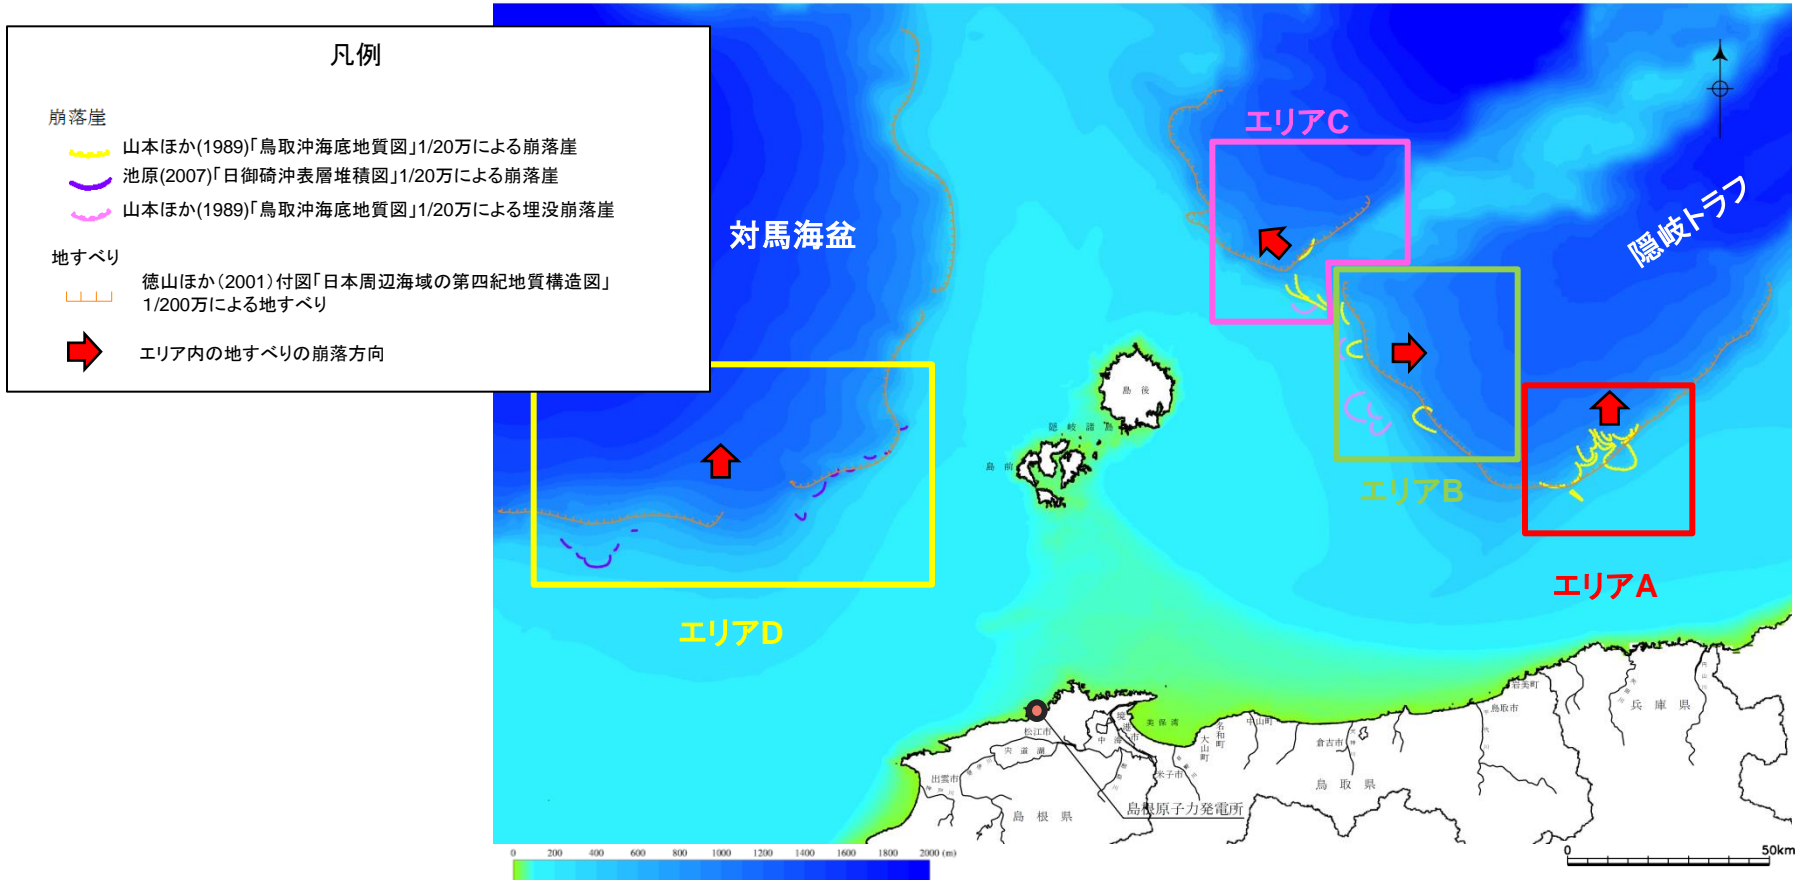 凡例
崩落崖
山本ほか(1989)「鳥取沖海底地質図」1/20万による崩落崖
池原(2007)「日御碕沖表層堆積図」1/20万による崩落崖
山本ほか(1989)「鳥取沖海底地質図」1/20万による埋没崩落崖
地すべり
徳山ほか(2001)付図「日本周辺海域の第四紀地質構造図」
1/200万による地すべり
エリア内の地すべりの崩落方向
対馬海盆
エリアC
隠岐トラフ
島後
隠岐諸島
島前
エリアB
エリアA
エリアD
松江市
宍道湖
出雲市
島根県
境港市
中海
美保湾
米子市
大山町
名和町
中山町
倉吉市
鳥取県
鳥取市
岩美町
兵庫県
島根原子力発電所
0 200 400 600 800 1000 1200 1400 1600 1800 2000 (m)
0 50km